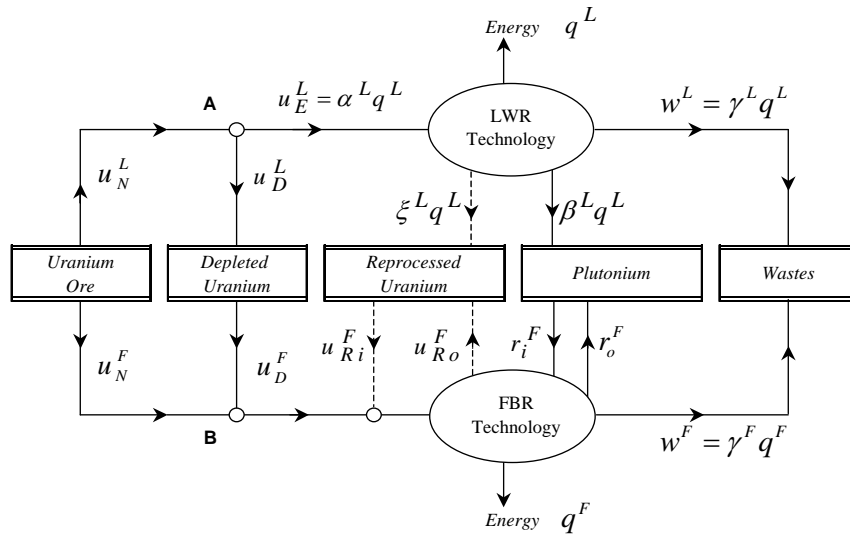 Energy q^L
A
u_E^L = α^L q^L
LWR
Technology
w^L = γ^L q^L
u_N^L
u_D^L
ξ^L q^L
β^L q^L
Uranium
Ore
Depleted
Uranium
Reprocessed
Uranium
Plutonium
Wastes
u_N^F
u_D^F
u_Ri^F
u_Ro^F
r_i^F
r_o^F
B
FBR
Technology
w^F = γ^F q^F
Energy q^F